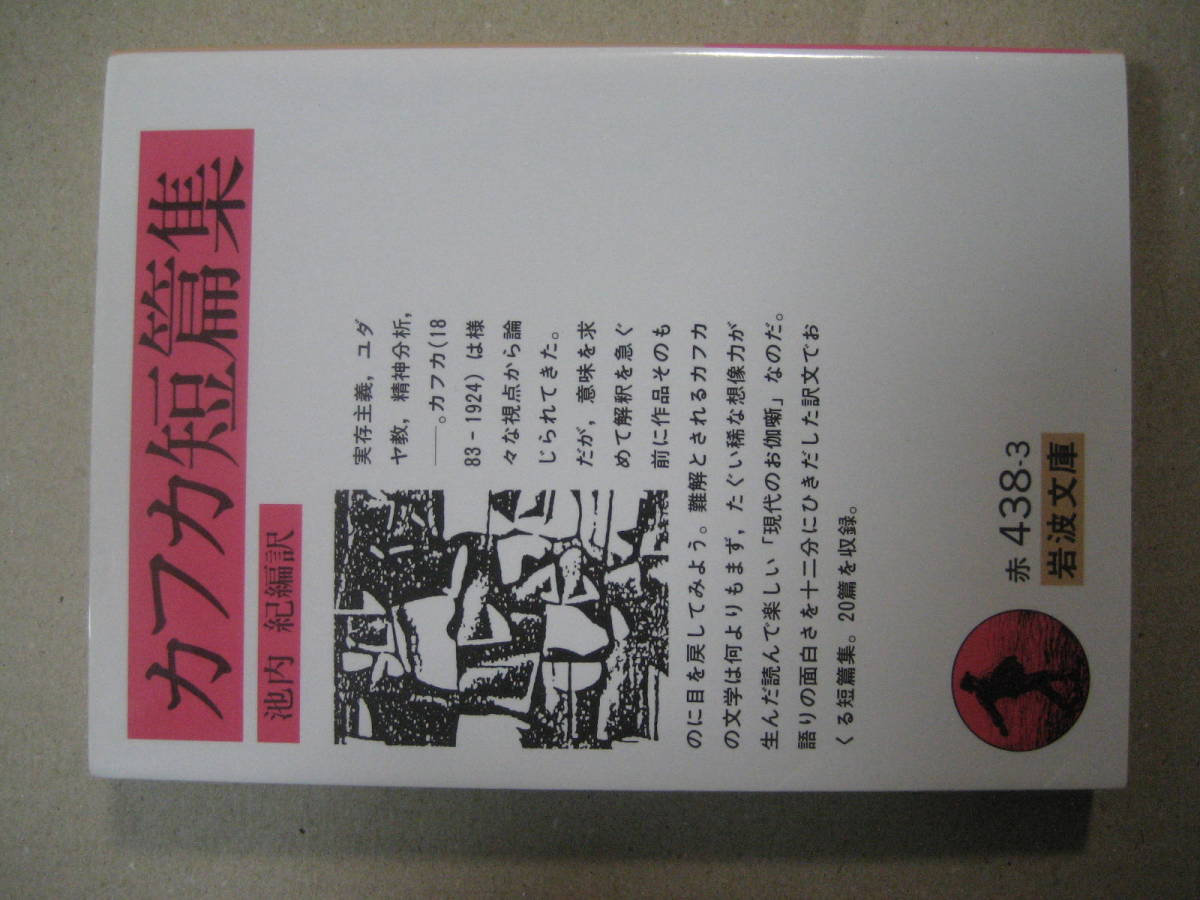 カフカ短篇集
池内 紀編訳
実存主義，ユダ
ヤ教，精神分析，
――。カフカ(18
83-1924)は様
々な視点から論
じられてきた。
だが，意味を求
めて解釈を急ぐ
前に作品そのも
のに目を戻してみよう。難解とされるカフカ
の文学は何よりもまず，たぐい稀な想像力が
生んだ読んで楽しい「現代のお伽噺」なのだ。
語りの面白さを十二分にひきだした訳文でお
くる短篇集。20篇を収録。
赤 438-3
岩波文庫